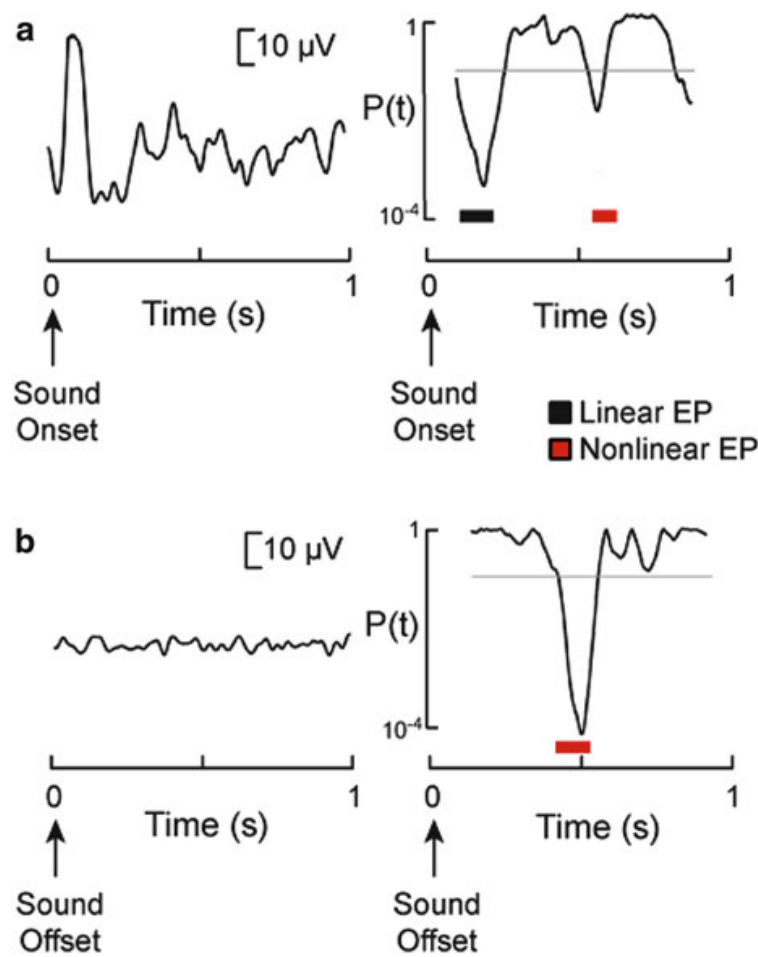 a
10 µV
1
P(t)
10-4
0
1
Time (s)
Sound
Onset
0
1
Time (s)
Sound
Onset
Linear EP
Nonlinear EP
b
10 µV
1
P(t)
10-4
0
1
Time (s)
Sound
Offset
0
1
Time (s)
Sound
Offset